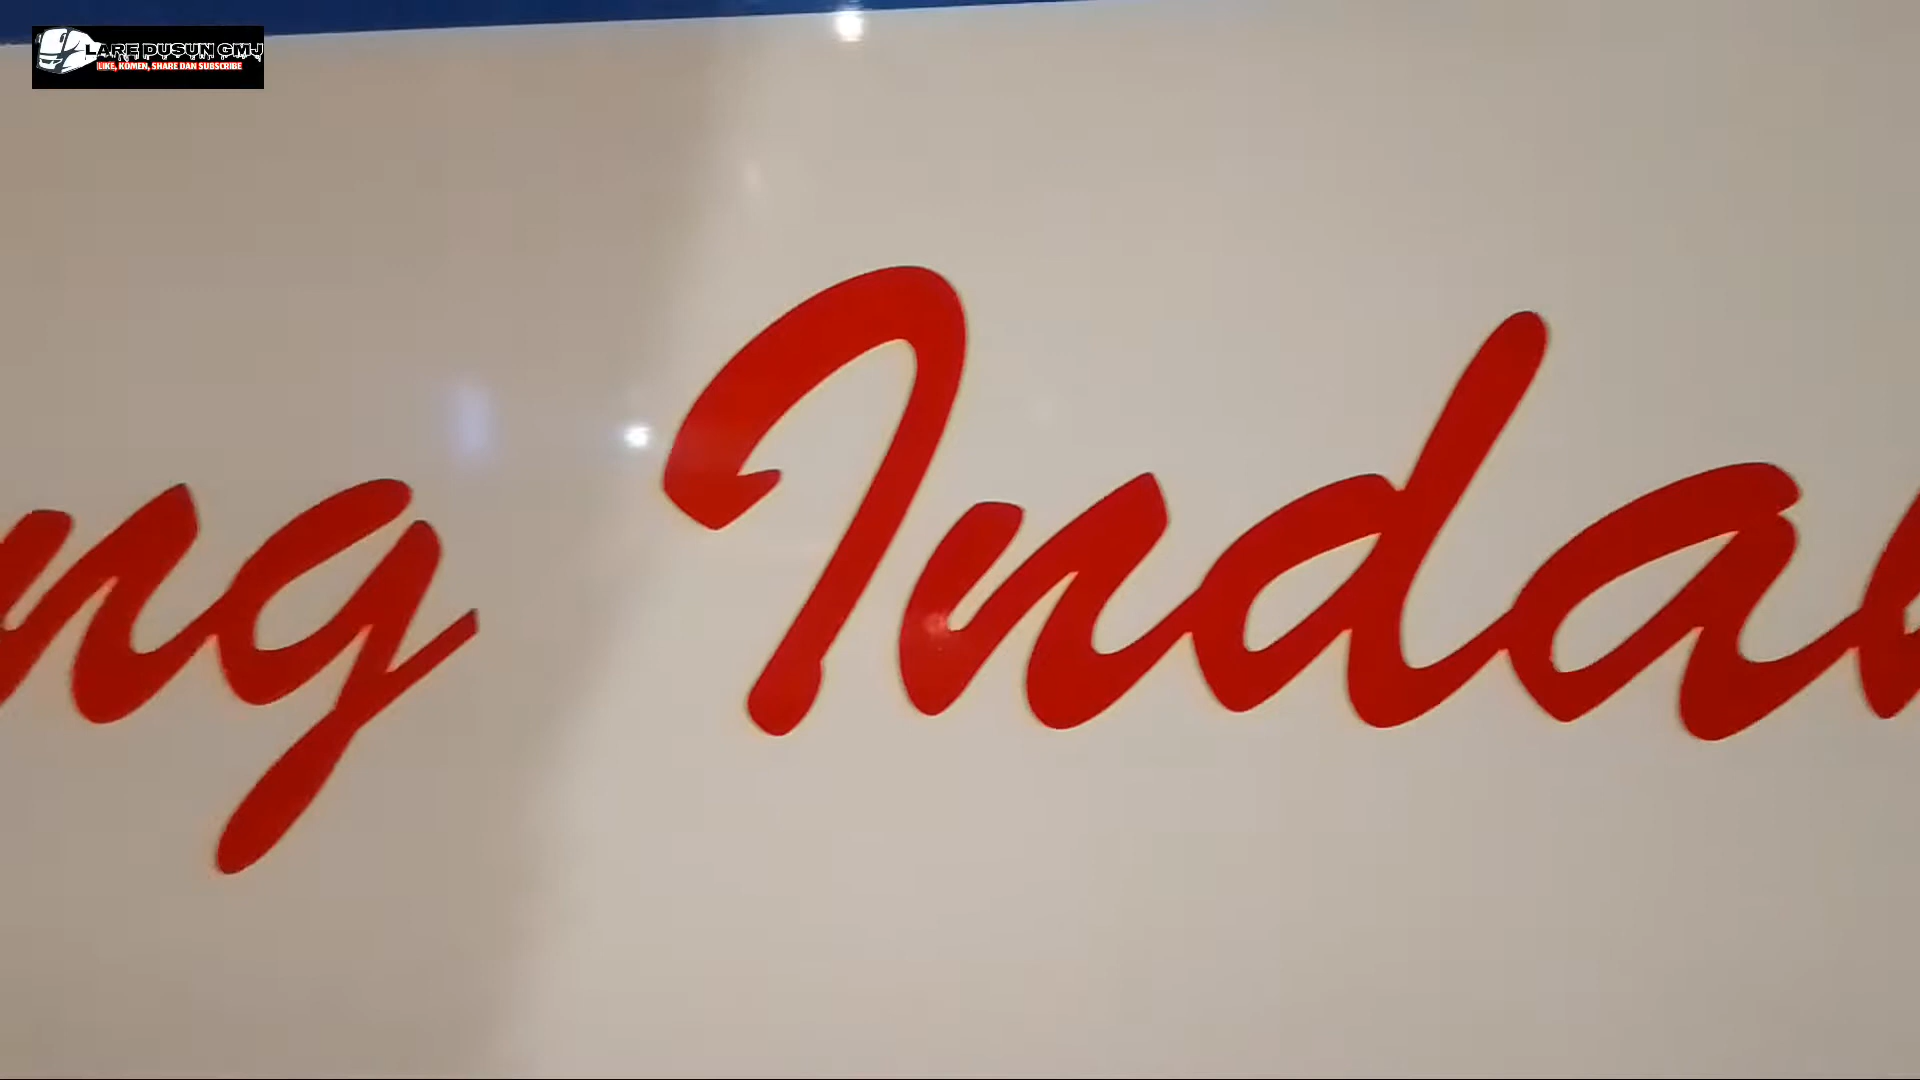 LARE DUSUN GMJ
LIKE, KOMEN, SHARE DAN SUBSCRIBE
ng Inda